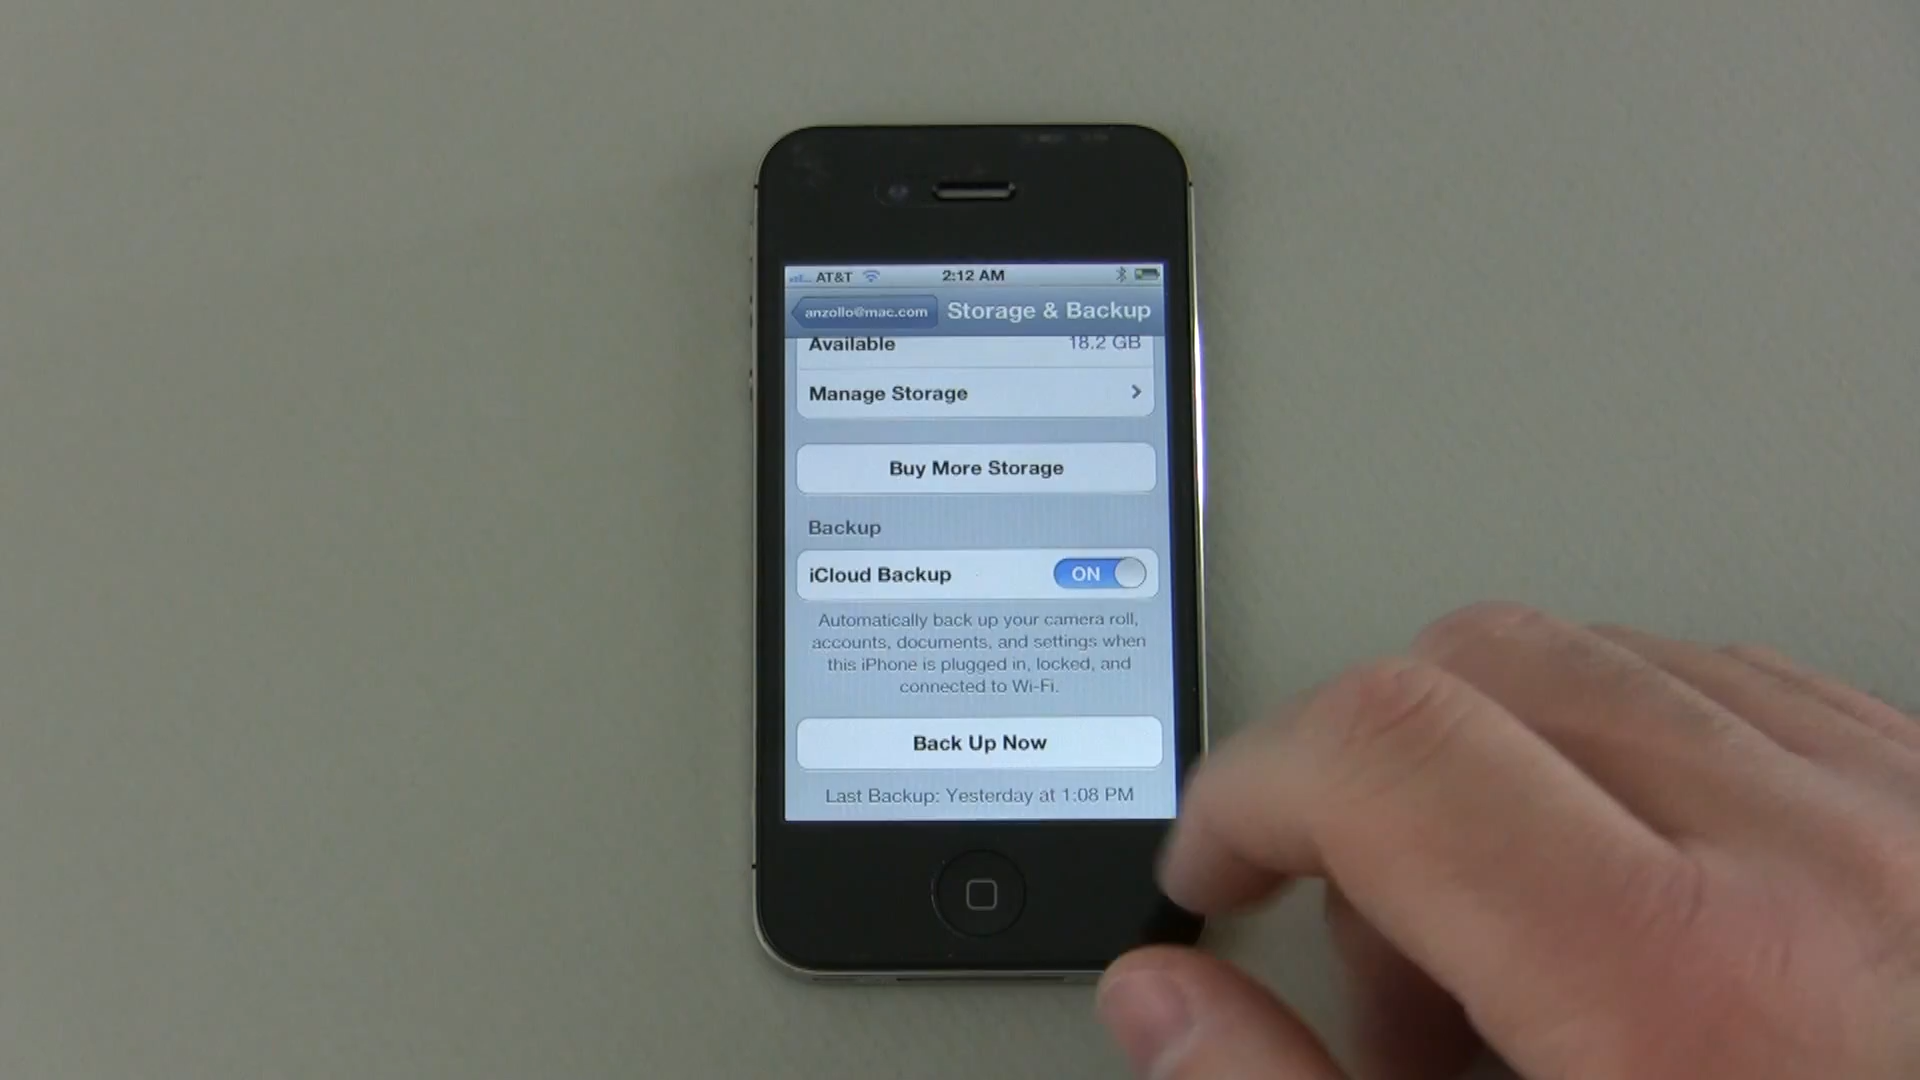 AT&T 2:12 AM
anzollo@mac.com Storage & Backup
Available 18.2 GB
Manage Storage
Buy More Storage
Backup
iCloud Backup ON
Automatically back up your camera roll,
accounts, documents, and settings when
this iPhone is plugged in, locked, and
connected to Wi-Fi.
Back Up Now
Last Backup: Yesterday at 1:08 PM